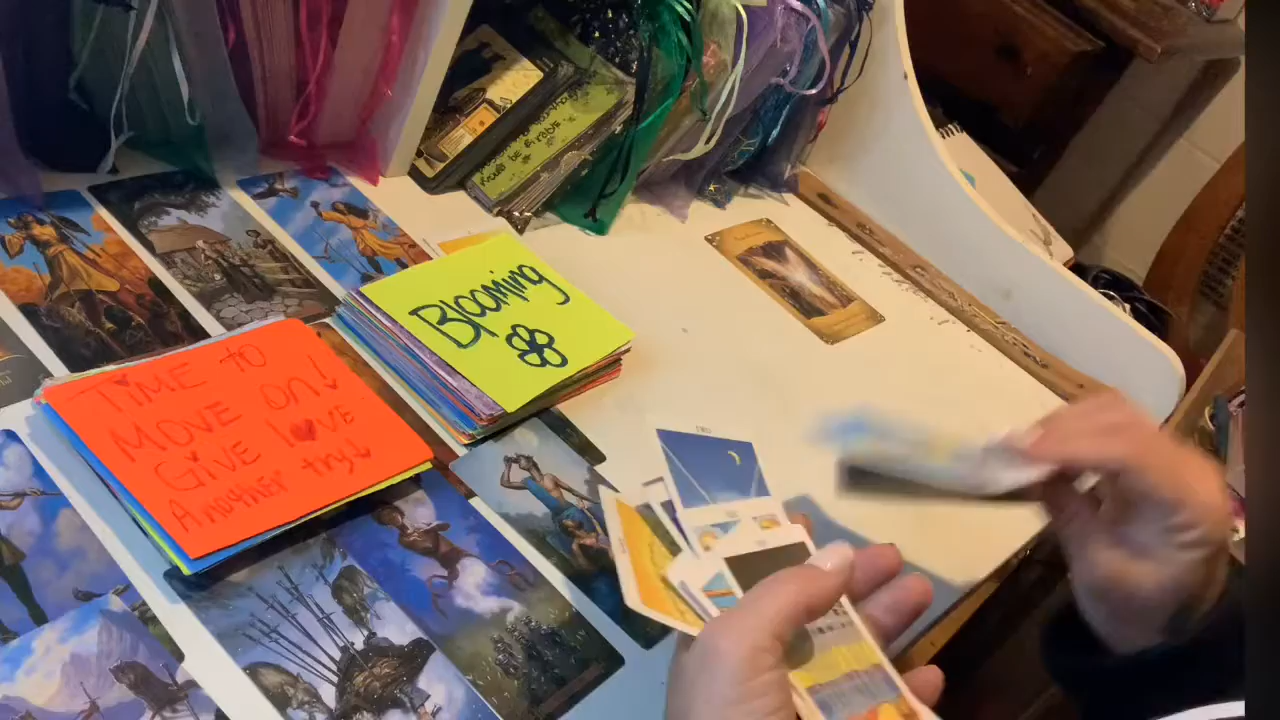 Blooming
TiME TO
MOVE ON!
GIVE LOVE
ANOTHER try!